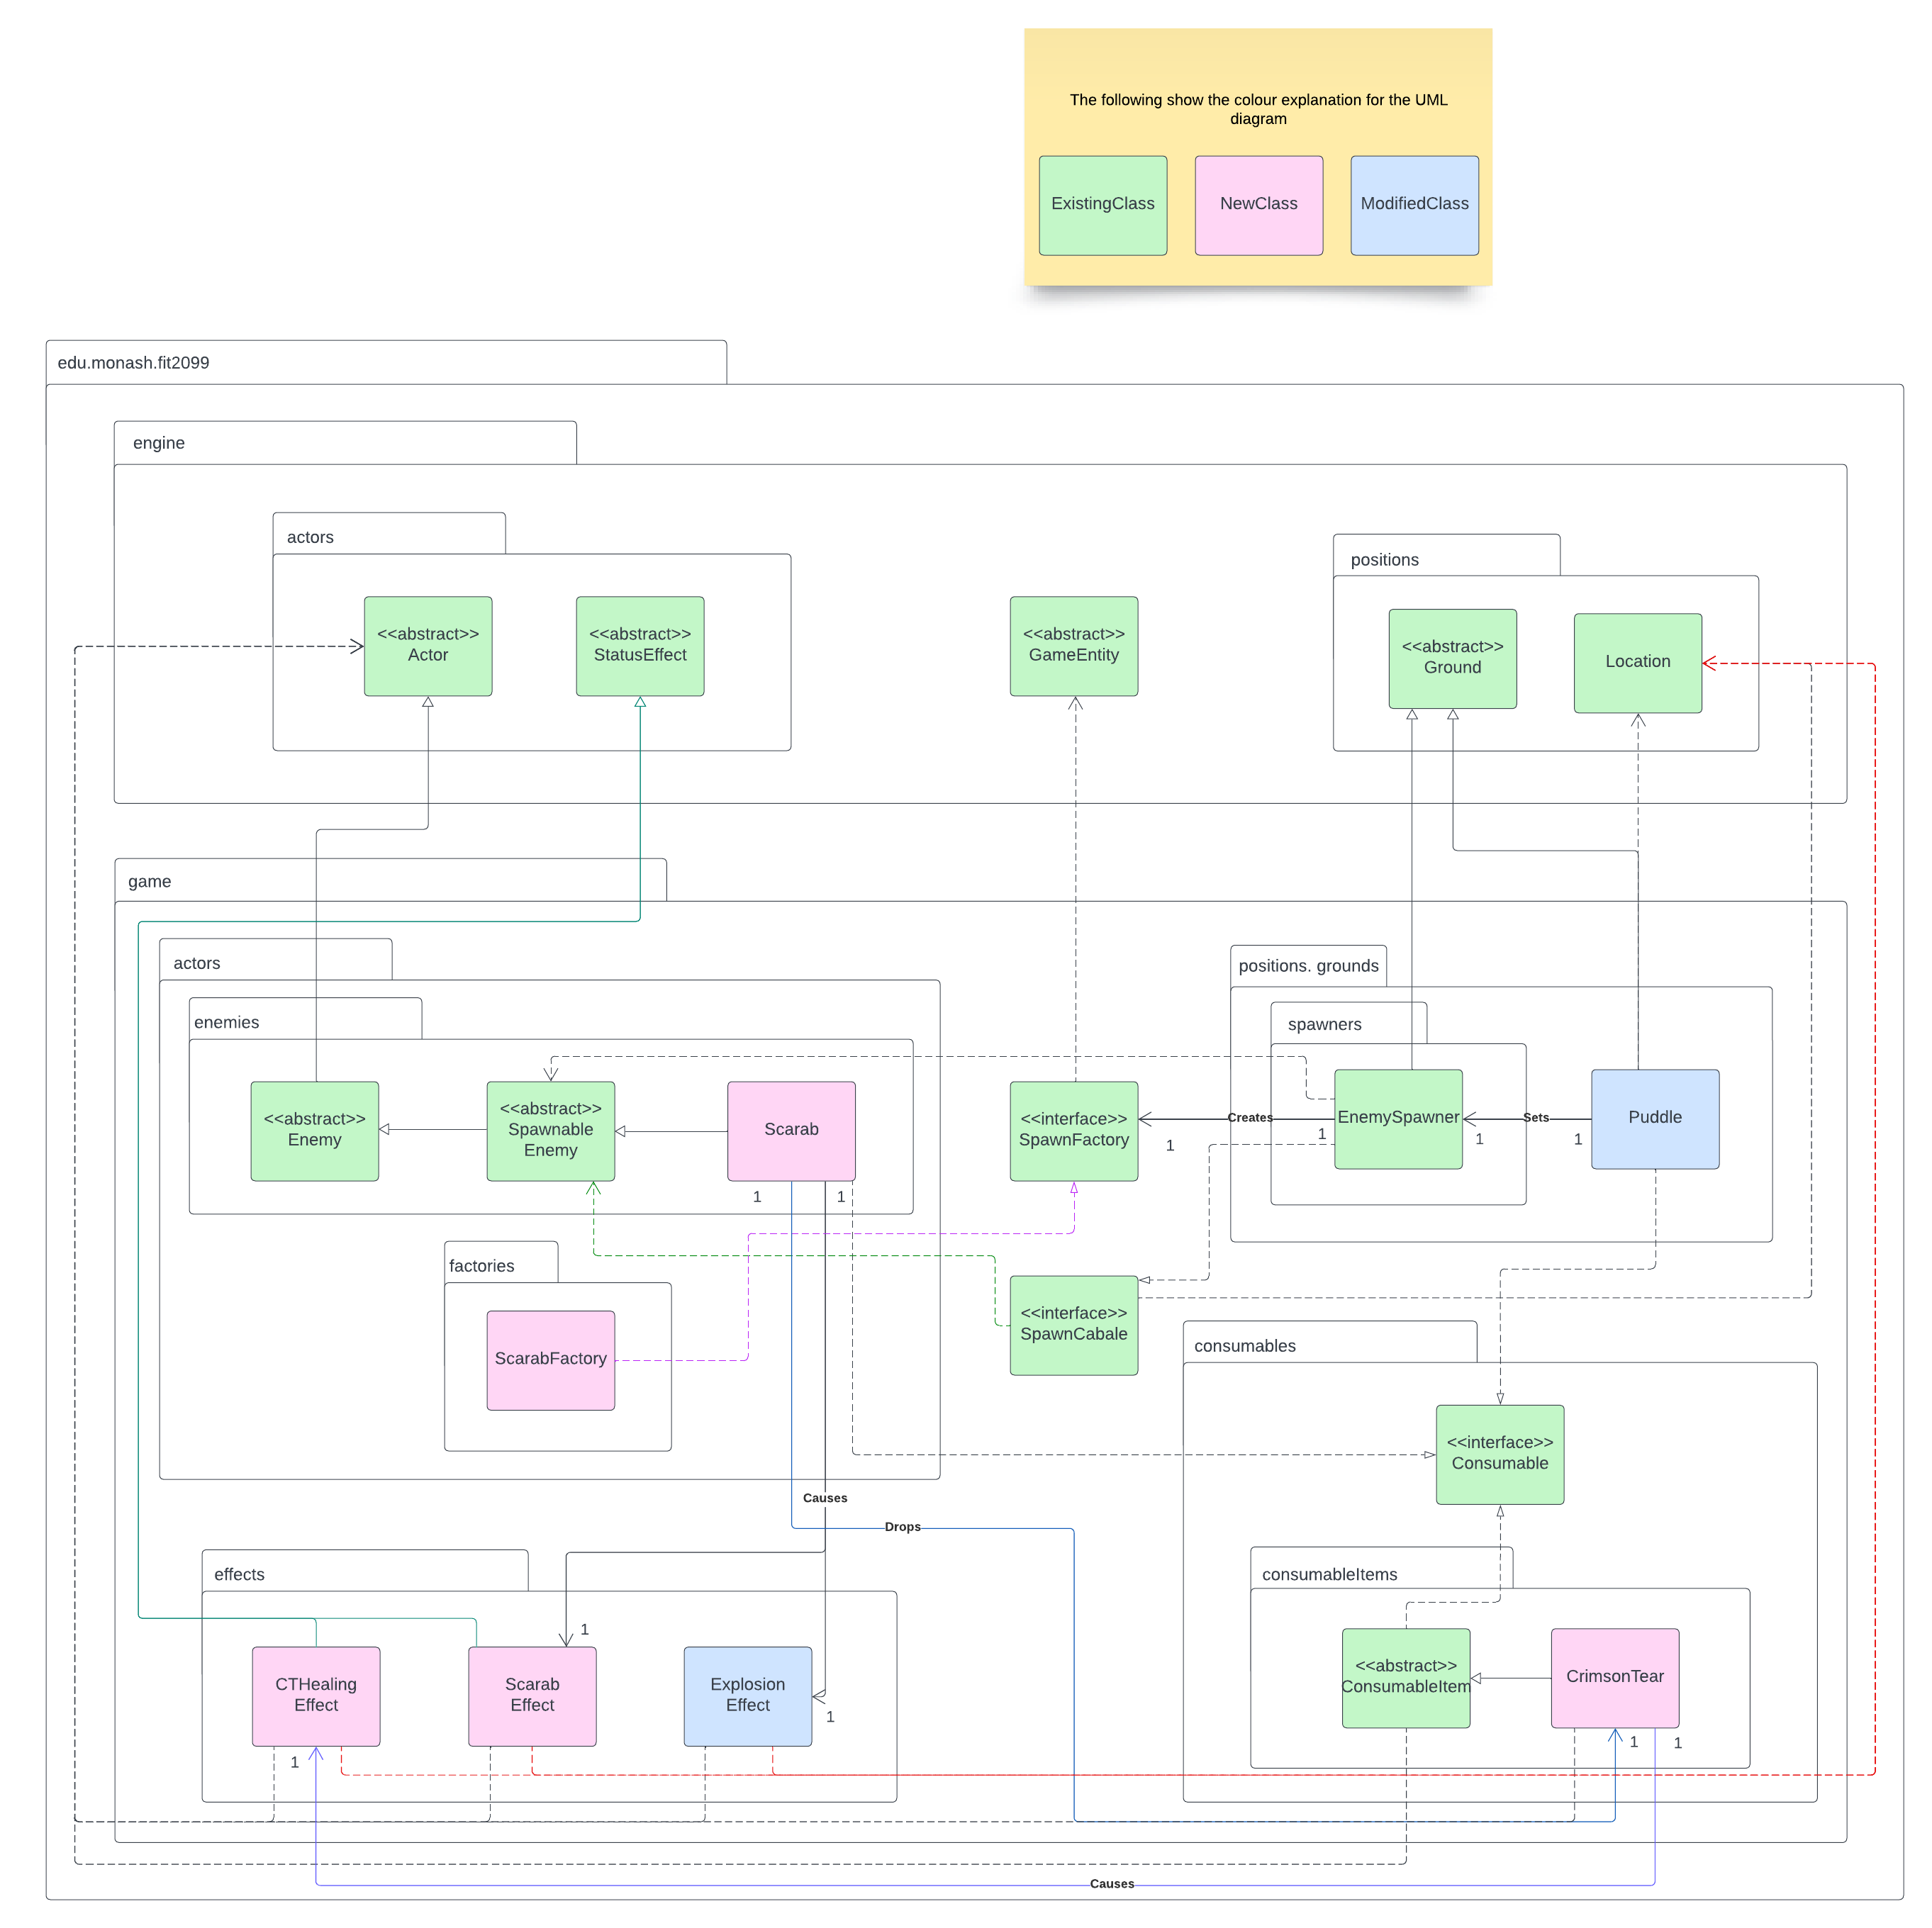 The following show the colour explanation for the UML
diagram
ExistingClass
NewClass
ModifiedClass
edu.monash.fit2099
engine
actors
<<abstract>>
Actor
<<abstract>>
StatusEffect
<<abstract>>
GameEntity
positions
<<abstract>>
Ground
Location
game
actors
enemies
<<abstract>>
Enemy
<<abstract>>
Spawnable
Enemy
Scarab
1
1
<<interface>>
SpawnFactory
1
Creates
1
positions. grounds
spawners
EnemySpawner
1
Sets
1
Puddle
factories
ScarabFactory
<<interface>>
SpawnCabale
consumables
<<interface>>
Consumable
Causes
Drops
effects
1
CTHealing
Effect
1
Scarab
Effect
Explosion
Effect
1
consumableItems
<<abstract>>
ConsumableItem
CrimsonTear
1
1
Causes